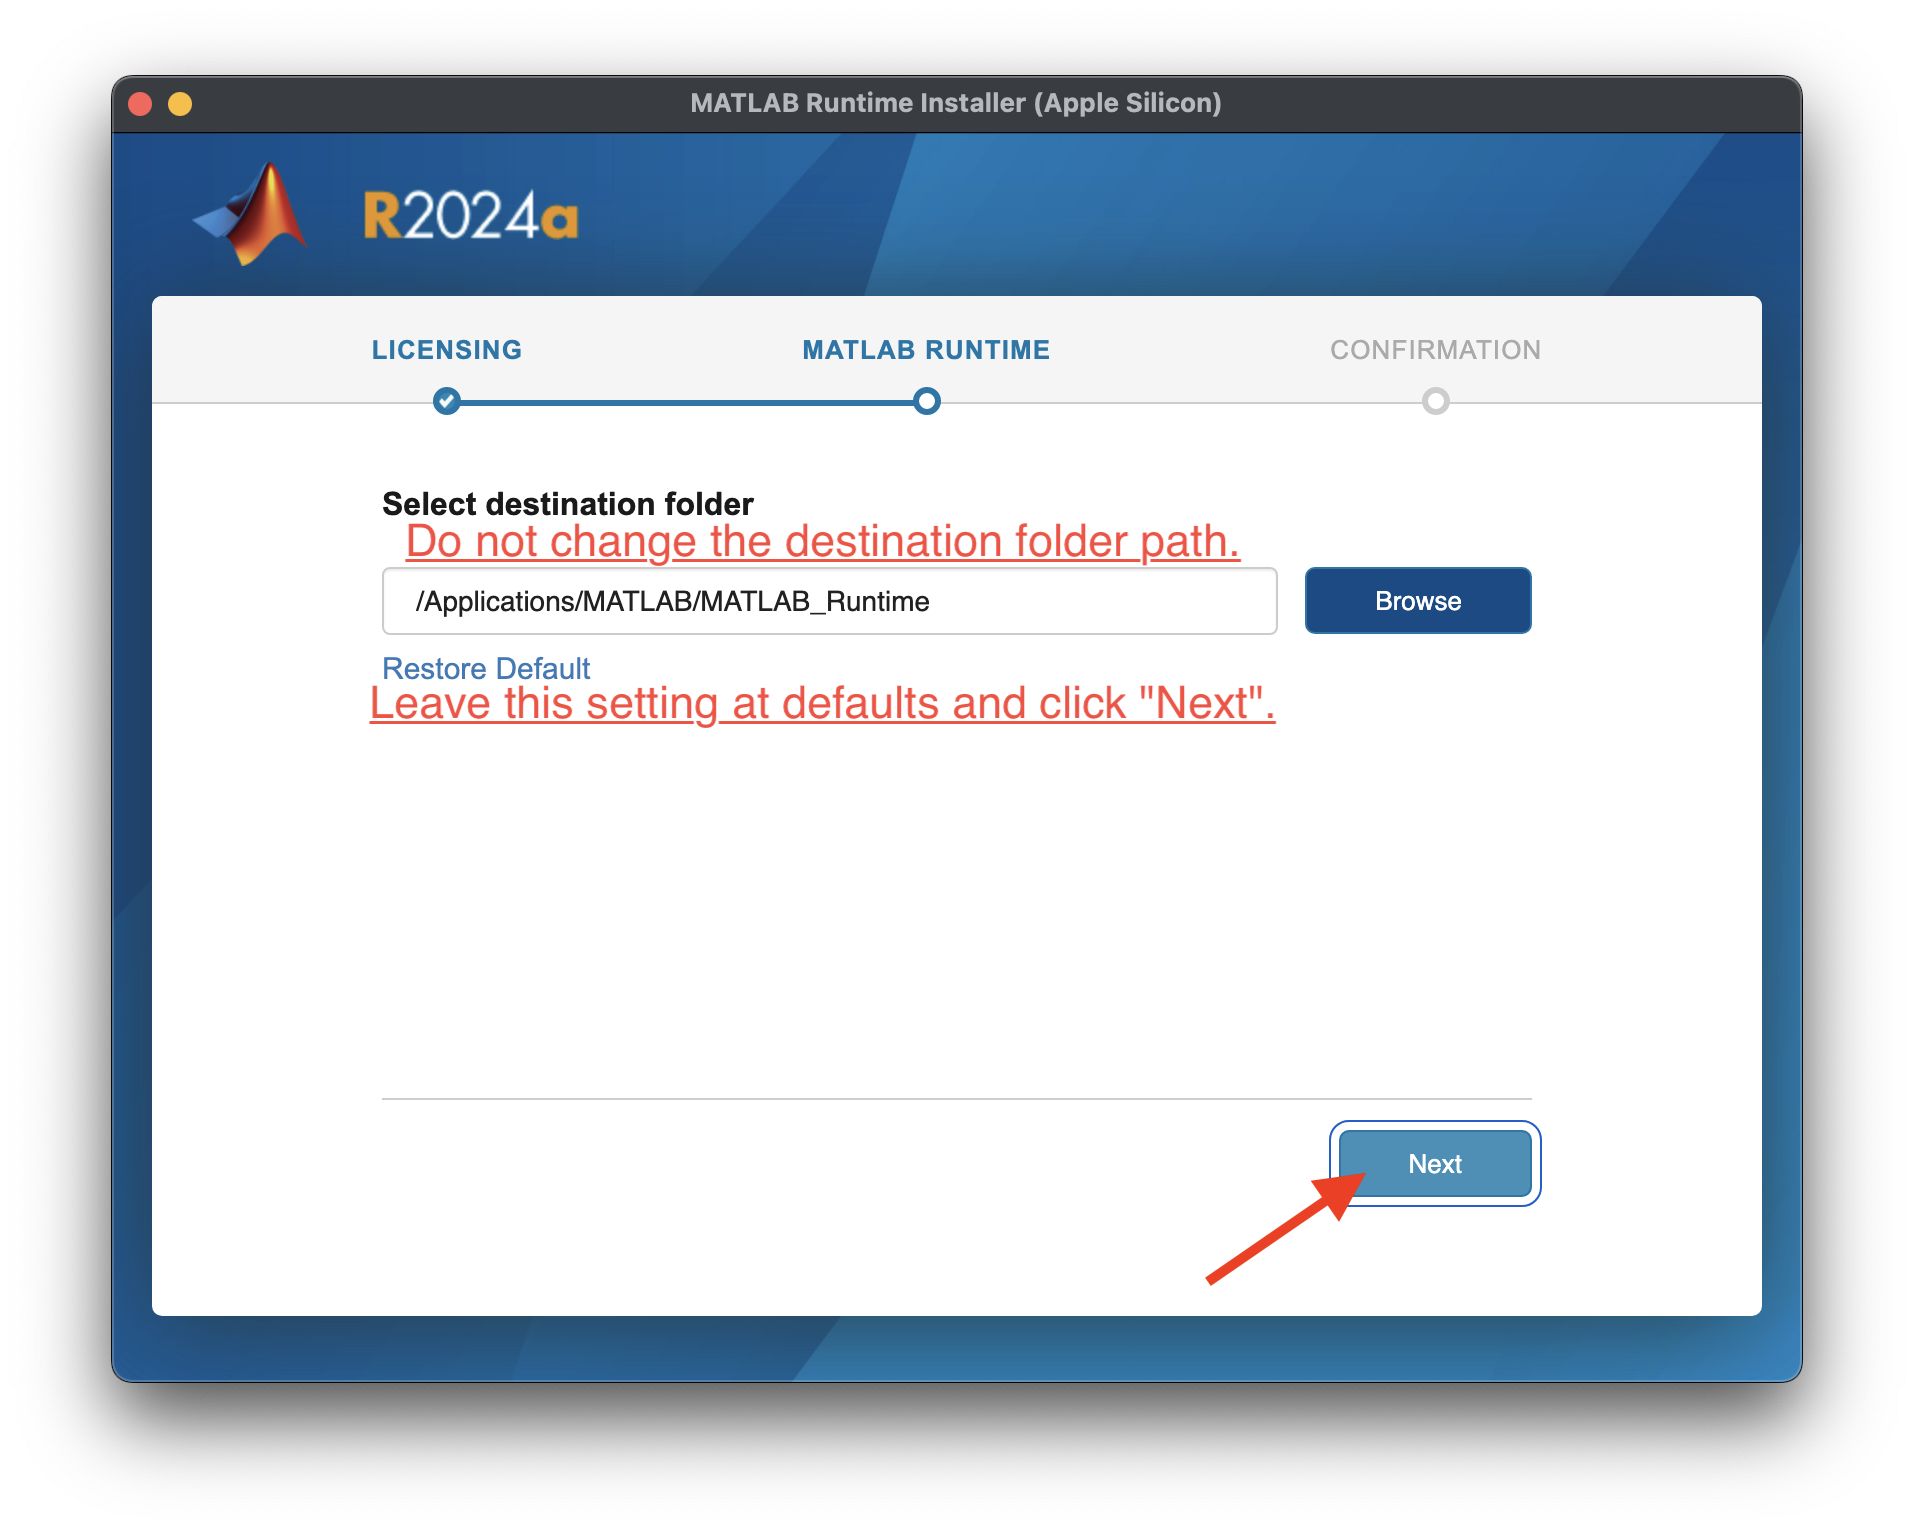 MATLAB Runtime Installer (Apple Silicon)
R2024a
LICENSING MATLAB RUNTIME CONFIRMATION
Select destination folder
Do not change the destination folder path.
/Applications/MATLAB/MATLAB_Runtime Browse
Restore Default
Leave this setting at defaults and click "Next".
Next